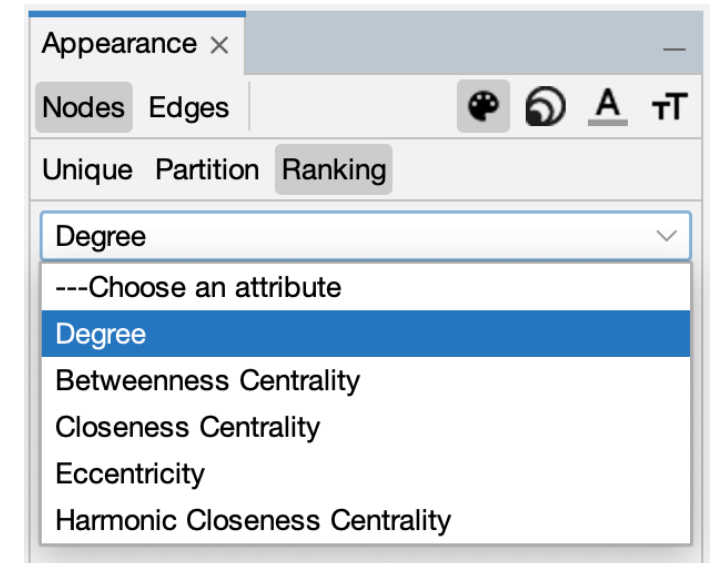 Appearance ×
Nodes Edges A TT
Unique Partition Ranking
Degree
---Choose an attribute
Degree
Betweenness Centrality
Closeness Centrality
Eccentricity
Harmonic Closeness Centrality